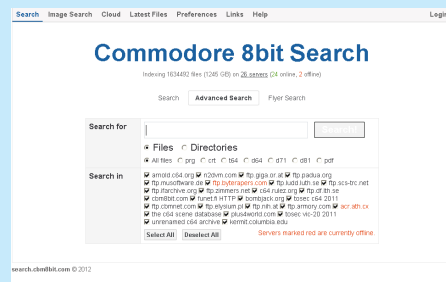 Search Image Search Cloud Latest Files Preferences Links Help Login
Commodore 8bit Search
Indexing 1634492 files (1245 GB) on 26 servers (24 online, 2 offline)
Search Advanced Search Flyer Search
Search for
Search!
Files Directories
All files prg crt t64 d64 d71 d81 pdf
Search in
arnold.c64.org n2dvm.com ftp.giga.or.at ftp.padua.org
ftp.musoftware.de ftp.byterapers.com ftp.ludd.luth.se ftp.scs-trc.net
ftp.lfarchive.org ftp.zimmers.net c64.rulez.org ftp.df.lth.se
cbm8bit.com funet.fi HTTP bombjack.org tosec c64 2011
ftp.cbmnet.com ftp.elysium.pl ftp.nih.at ftp.armory.com acr.ath.cx
the c64 scene database plus4world.com tosec vic-20 2011
unrenamed c64 archive kermit.columbia.edu
Select All Deselect All Servers marked red are currently offline
search.cbm8bit.com © 2012